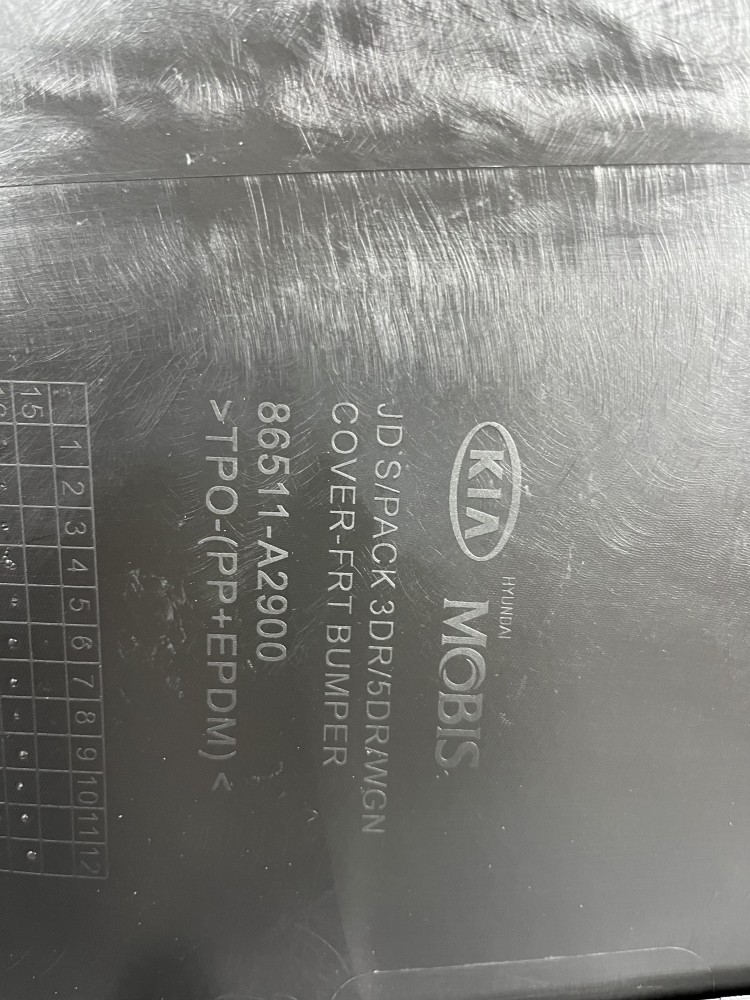 KIA
HYUNDAI
MOBIS
JD S/PACK 3DR/5DR/WGN
COVER-FRT BUMPER
86511-A2900
>TPO-(PP+EPDM)<
1 2 3 4 5 6 7 8 9 10 11 12
15